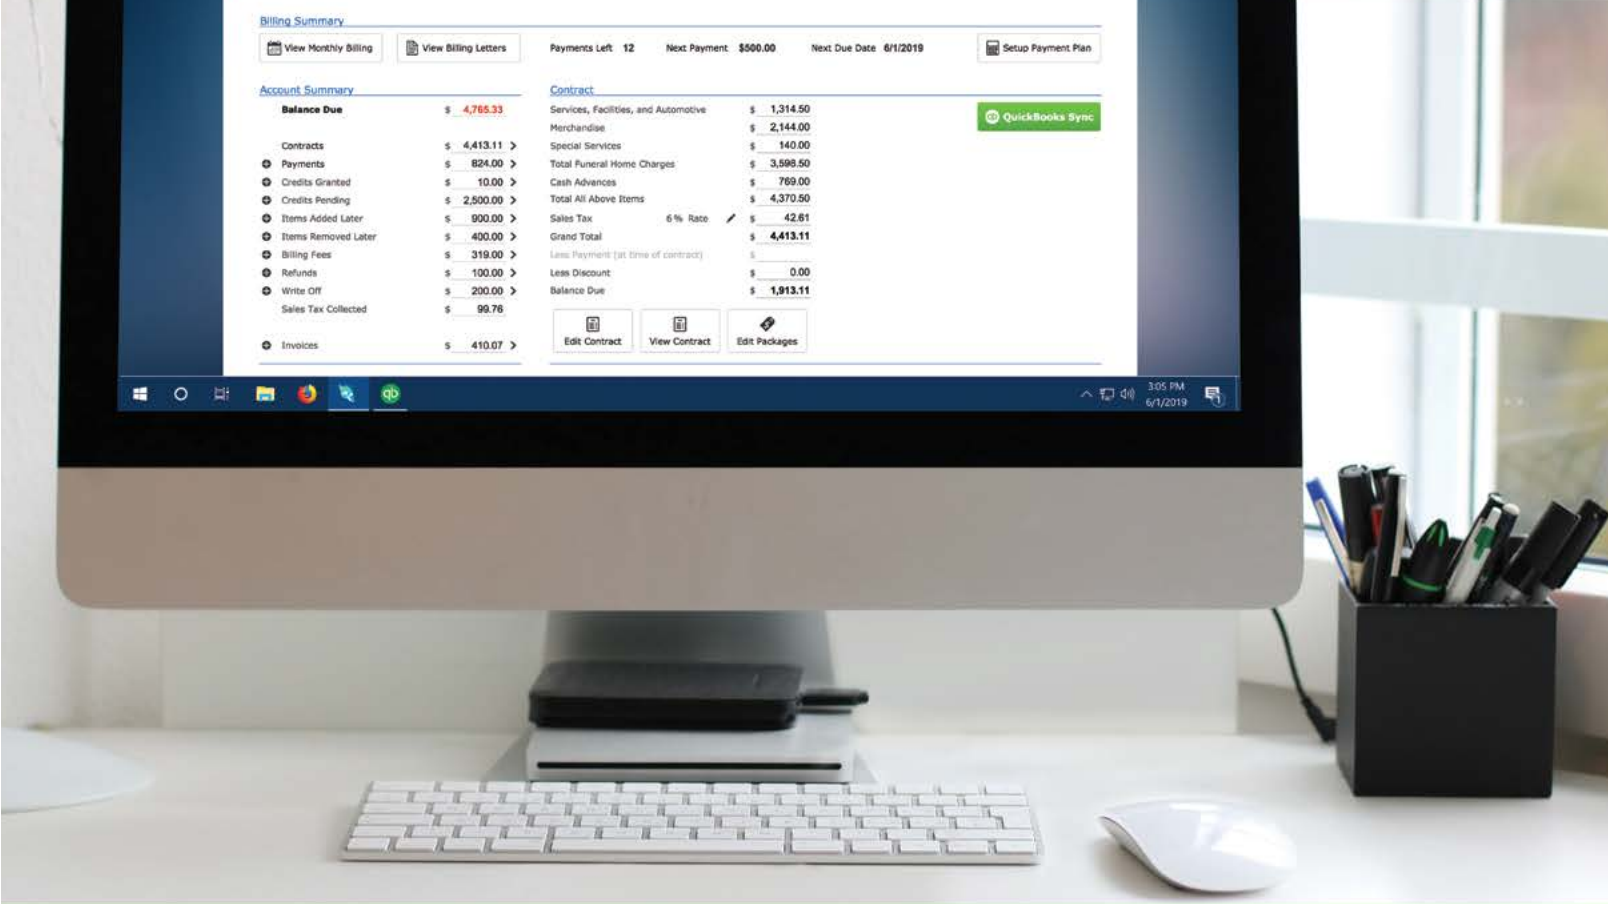 Billing Summary
View Monthly Billing View Billing Letters Payments Left 12 Next Payment $500.00 Next Due Date 6/1/2019 Setup Payment Plan
Account Summary
Balance Due $ 4,765.33
Contracts $ 4,413.11 >
Payments $ 824.00 >
Credits Granted $ 10.00 >
Credits Pending $ 2,500.00 >
Items Added Later $ 900.00 >
Items Removed Later $ 400.00 >
Billing Fees $ 319.00 >
Refunds $ 100.00 >
Write Off $ 200.00 >
Sales Tax Collected $ 99.76
Invoices $ 410.07 >
Contract
Services, Facilities, and Automotive $ 1,314.50
Merchandise $ 2,144.00
Special Services $ 140.00
Total Funeral Home Charges $ 3,598.50
Cash Advances $ 769.00
Total All Above Items $ 4,370.50
Sales Tax 6% Rate $ 42.61
Grand Total $ 4,413.11
Less Payment (at time of contract) $
Less Discount $ 0.00
Balance Due $ 1,913.11
Edit Contract View Contract Edit Packages
QuickBooks Sync
qb
3:05 PM
6/1/2019
1